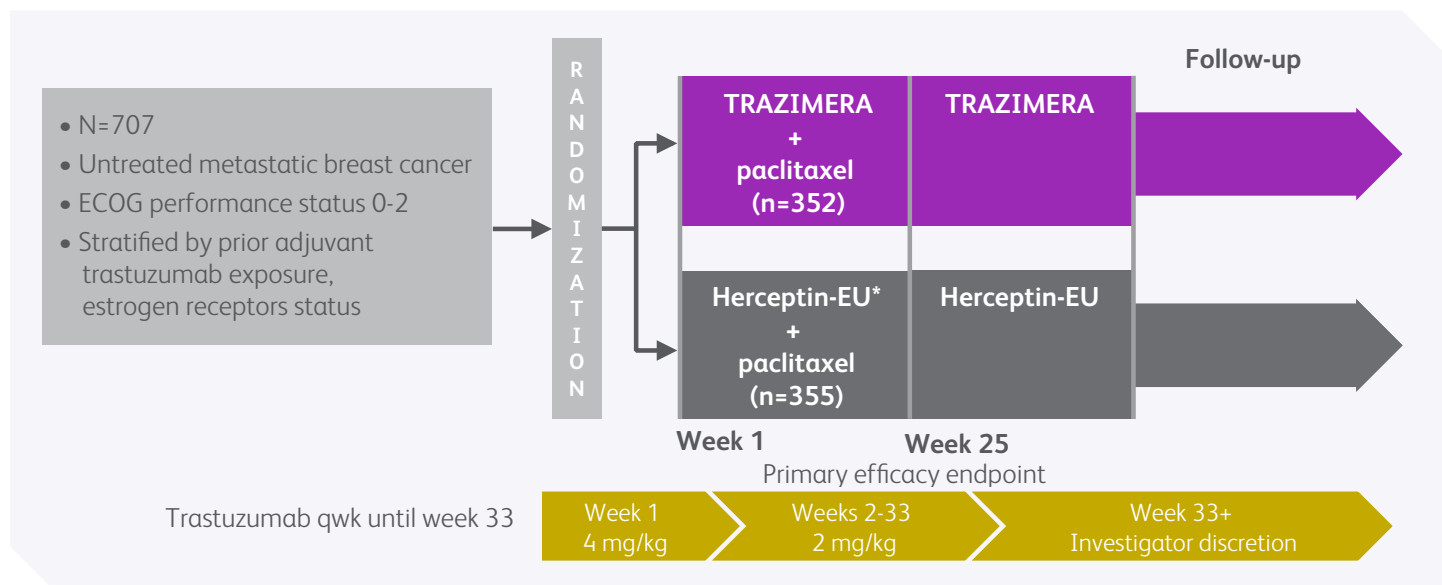 • N=707
• Untreated metastatic breast cancer
• ECOG performance status 0-2
• Stratified by prior adjuvant
trastuzumab exposure,
estrogen receptors status
RANDOMIZATION
TRAZIMERA
+
paclitaxel
(n=352)
TRAZIMERA
Follow-up
Herceptin-EU*
+
paclitaxel
(n=355)
Herceptin-EU
Week 1
Week 25
Primary efficacy endpoint
Trastuzumab qwk until week 33
Week 1
4 mg/kg
Weeks 2-33
2 mg/kg
Week 33+
Investigator discretion